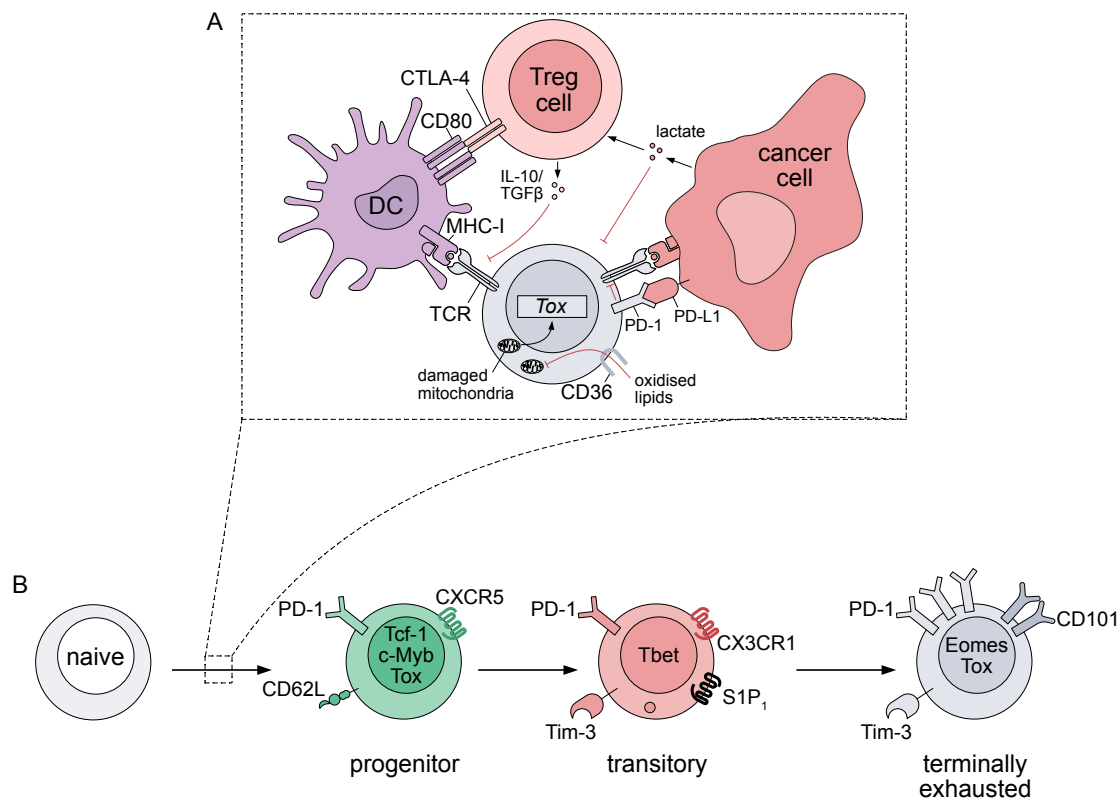 A
Treg
cell
CTLA-4
CD80
lactate
cancer
cell
IL-10/
TGFβ
DC
MHC-I
TCR
Tox
PD-1
PD-L1
damaged
mitochondria
CD36
oxidised
lipids
B
naive
PD-1
CXCR5
Tcf-1
c-Myb
Tox
CD62L
progenitor
PD-1
CX3CR1
Tbet
S1P₁
Tim-3
transitory
PD-1
CD101
Eomes
Tox
Tim-3
terminally
exhausted